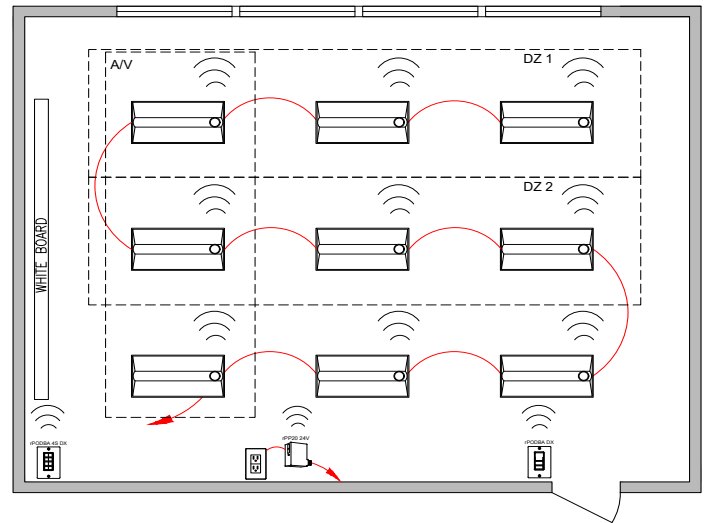 A/V
DZ 1
DZ 2
WHITE BOARD
rPODBA 4S DX
rPP20 24V
rPODBA DX